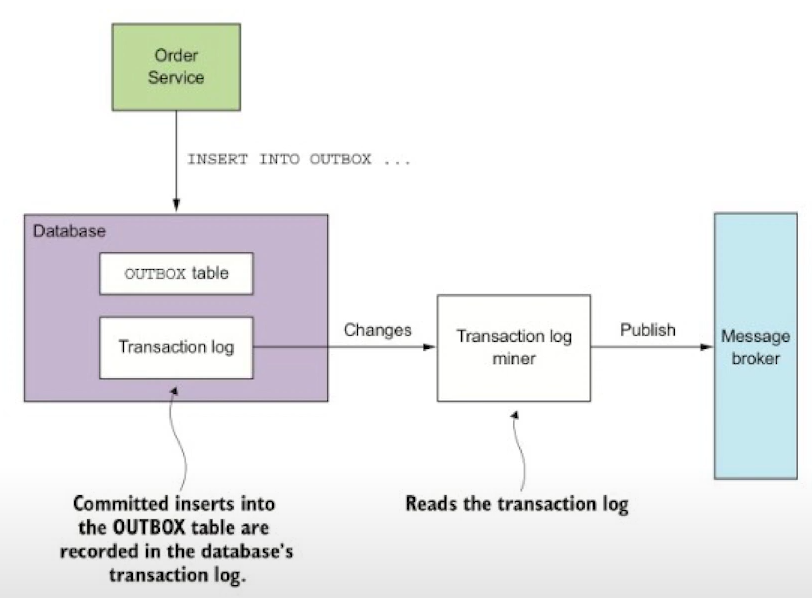 Order
Service
INSERT INTO OUTBOX ...
Database
OUTBOX table
Transaction log
Changes
Transaction log
miner
Publish
Message
broker
Committed inserts into
the OUTBOX table are
recorded in the database's
transaction log.
Reads the transaction log